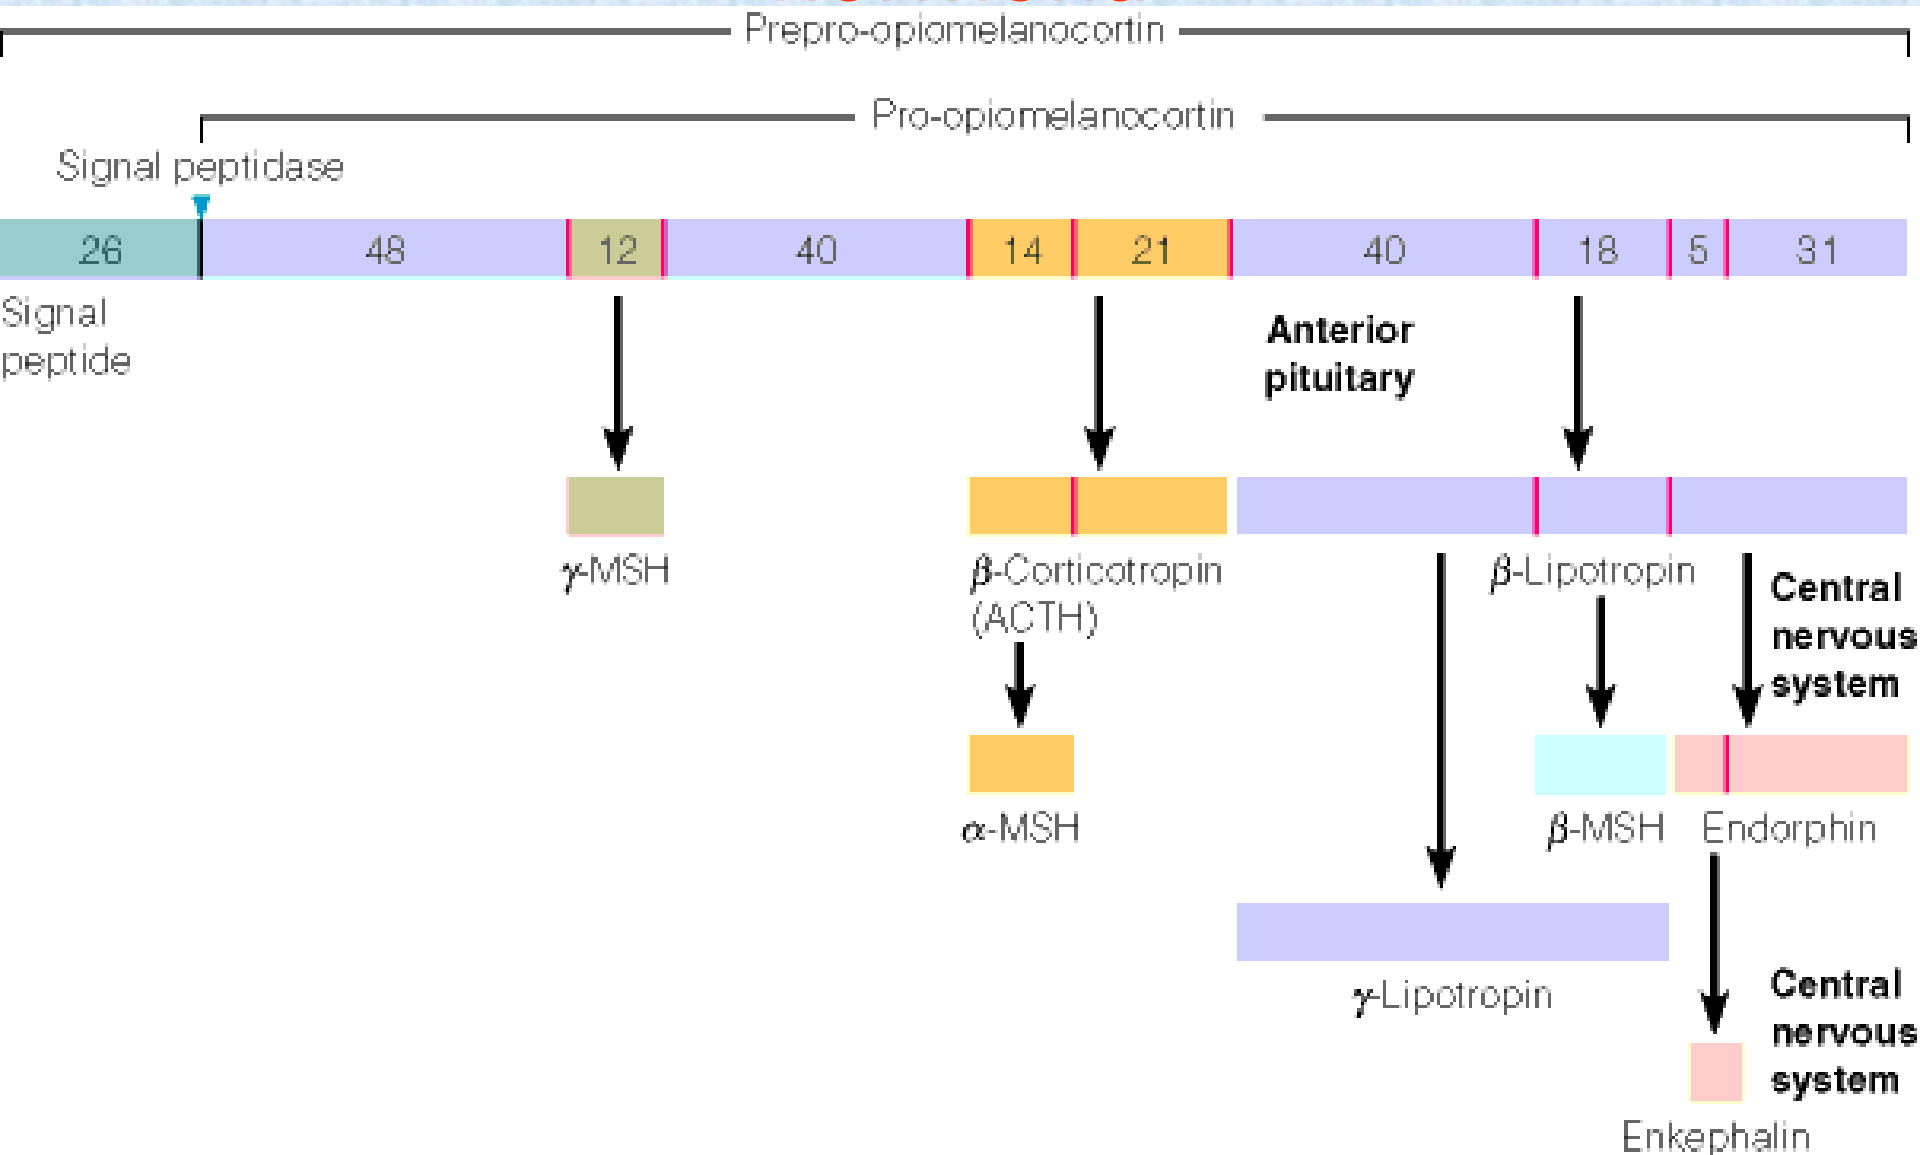 Prepro-opiomelanocortin
Pro-opiomelanocortin
Signal peptidase
26 48 12 40 14 21 40 18 5 31
Signal
peptide
Anterior
pituitary
γ-MSH
β-Corticotropin
(ACTH)
β-Lipotropin
Central
nervous
system
α-MSH
β-MSH
Endorphin
γ-Lipotropin
Central
nervous
system
Enkephalin